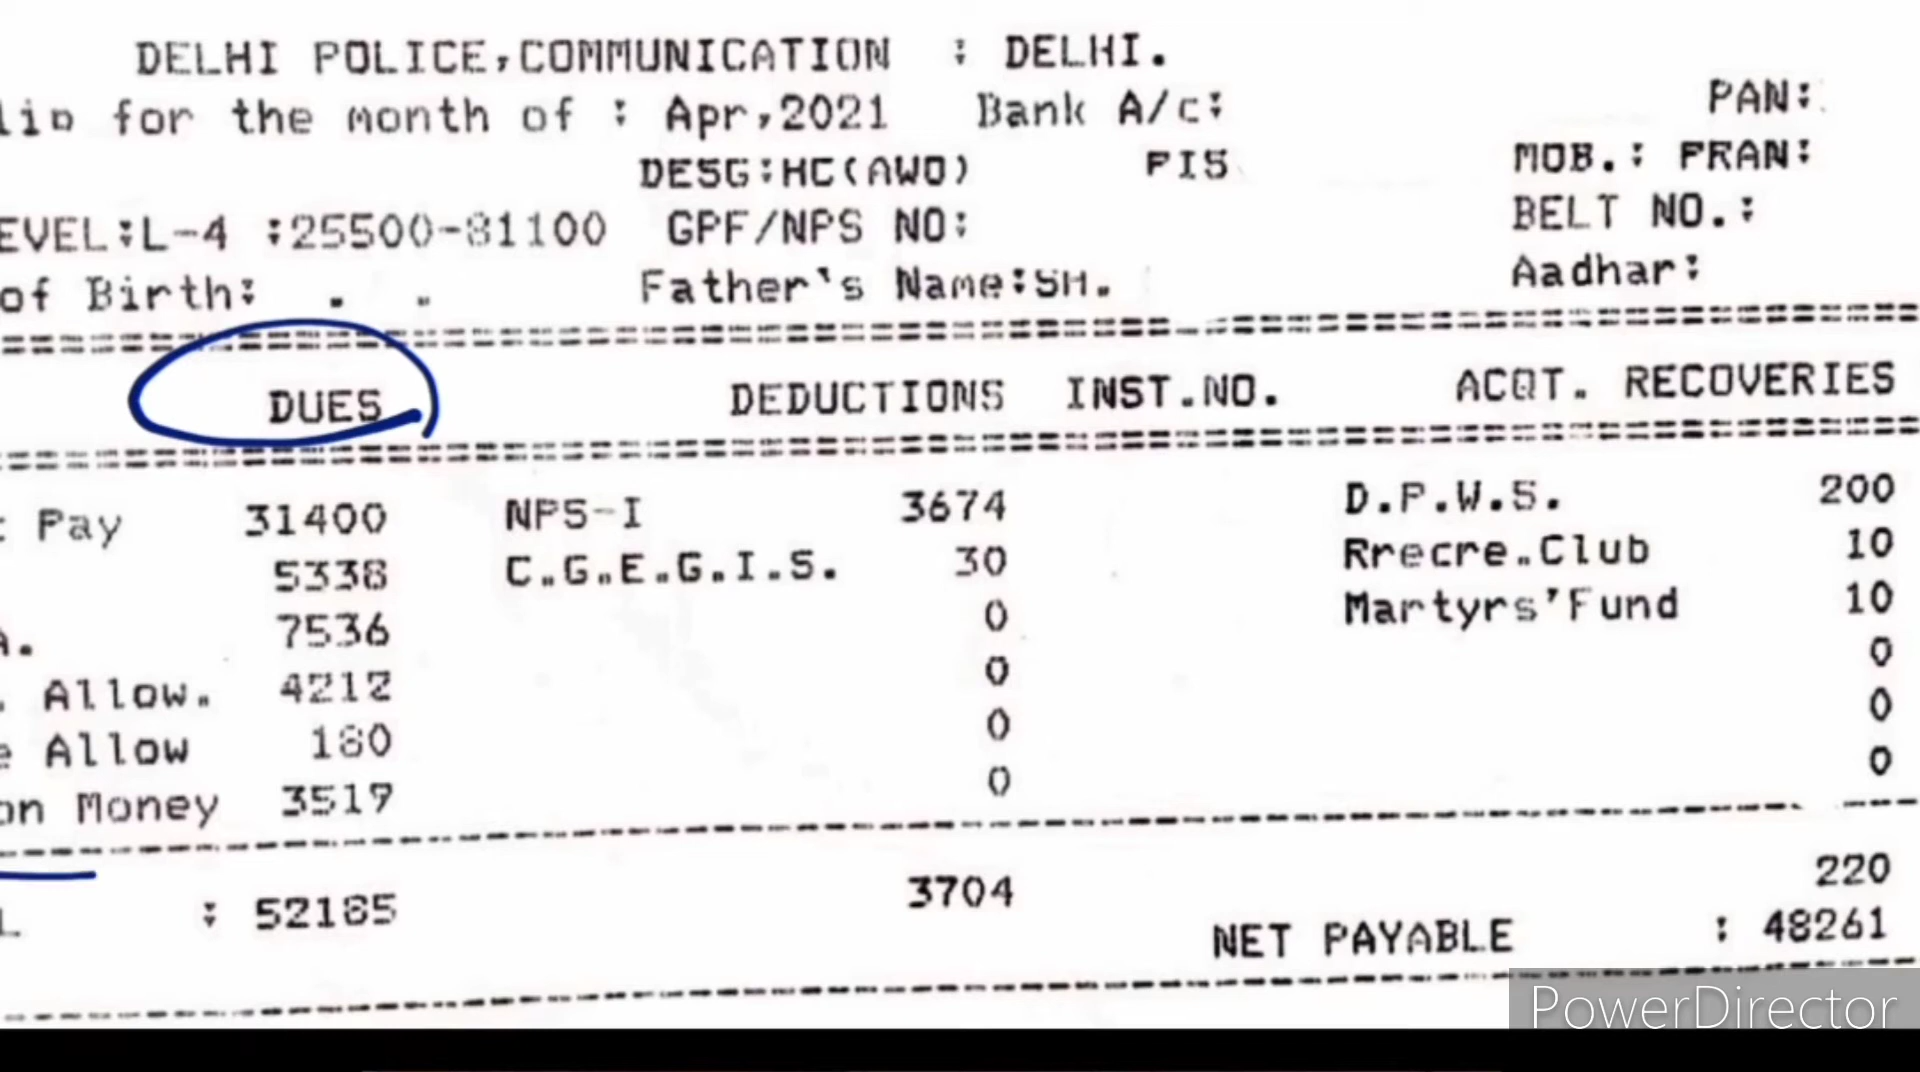 DELHI POLICE,COMMUNICATION : DELHI.
PAN:
lip for the month of : Apr,2021 Bank A/c:
DESG:HC(AWO) PIS MOB.: PRAN:
EVEL:L-4 :25500-81100 GPF/NPS NO: BELT NO.:
of Birth: . . Father's Name:SH. Aadhar:
DUES DEDUCTIONS INST.NO. ACQT. RECOVERIES
Pay 31400 NPS-I 3674 D.P.W.S. 200
5338 C.G.E.G.I.S. 30 Rrecre.Club 10
A. 7536 0 Martyrs'Fund 10
. Allow. 4212 0 0
e Allow 180 0 0
on Money 3519 0 0
L : 52185 3704 220
NET PAYABLE : 48261
PowerDirector